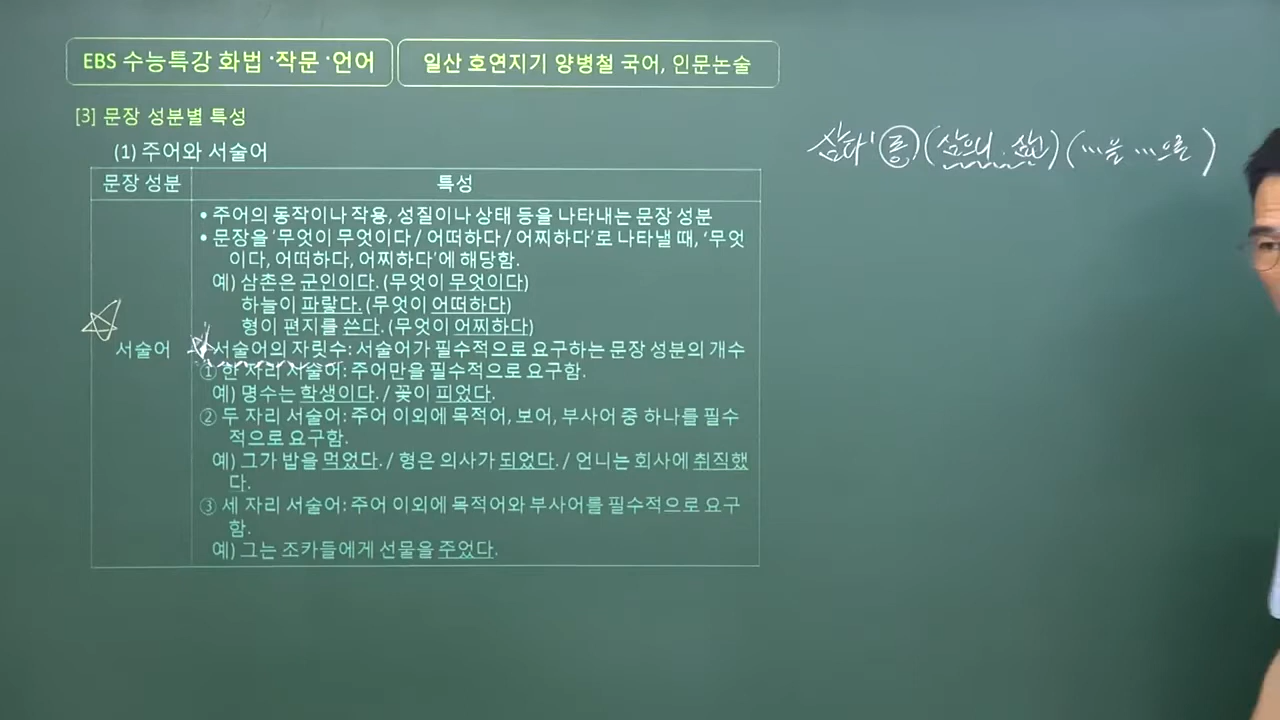 EBS 수능특강 화법 ·작문 ·언어
일산 호연지기 양병철 국어, 인문논술
[3] 문장 성분별 특성
(1) 주어와 서술어
문장 성분
특성
서술어
• 주어의 동작이나 작용, 성질이나 상태 등을 나타내는 문장 성분
• 문장을 '무엇이 무엇이다 / 어떠하다 / 어찌하다'로 나타낼 때, '무엇
이다, 어떠하다, 어찌하다'에 해당함.
예) 삼촌은 군인이다. (무엇이 무엇이다)
하늘이 파랗다. (무엇이 어떠하다)
형이 편지를 쓴다. (무엇이 어찌하다)
서술어의 자릿수: 서술어가 필수적으로 요구하는 문장 성분의 개수
① 한 자리 서술어: 주어만을 필수적으로 요구함.
예) 명수는 학생이다. / 꽃이 피었다.
② 두 자리 서술어: 주어 이외에 목적어, 보어, 부사어 중 하나를 필수
적으로 요구함.
예) 그가 밥을 먹었다. / 형은 의사가 되었다. / 언니는 회사에 취직했
다.
③ 세 자리 서술어: 주어 이외에 목적어와 부사어를 필수적으로 요구
함.
예) 그는 조카들에게 선물을 주었다.
삼다¹ (동) (삼으니, 삼아) (…을 …으로 )